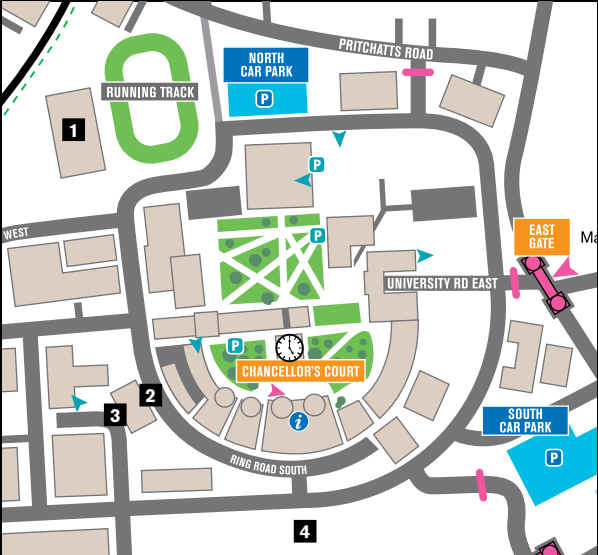 PRITCHATTS ROAD
NORTH
CAR PARK
P
RUNNING TRACK
1
P
WEST
P
EAST
GATE
Ma
UNIVERSITY RD EAST
P
CHANCELLOR'S COURT
2
3
i
SOUTH
CAR PARK
P
RING ROAD SOUTH
4